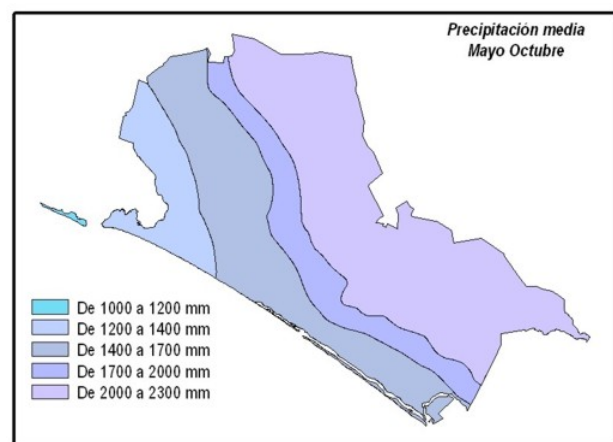 Precipitación media
Mayo Octubre
De 1000 a 1200 mm
De 1200 a 1400 mm
De 1400 a 1700 mm
De 1700 a 2000 mm
De 2000 a 2300 mm